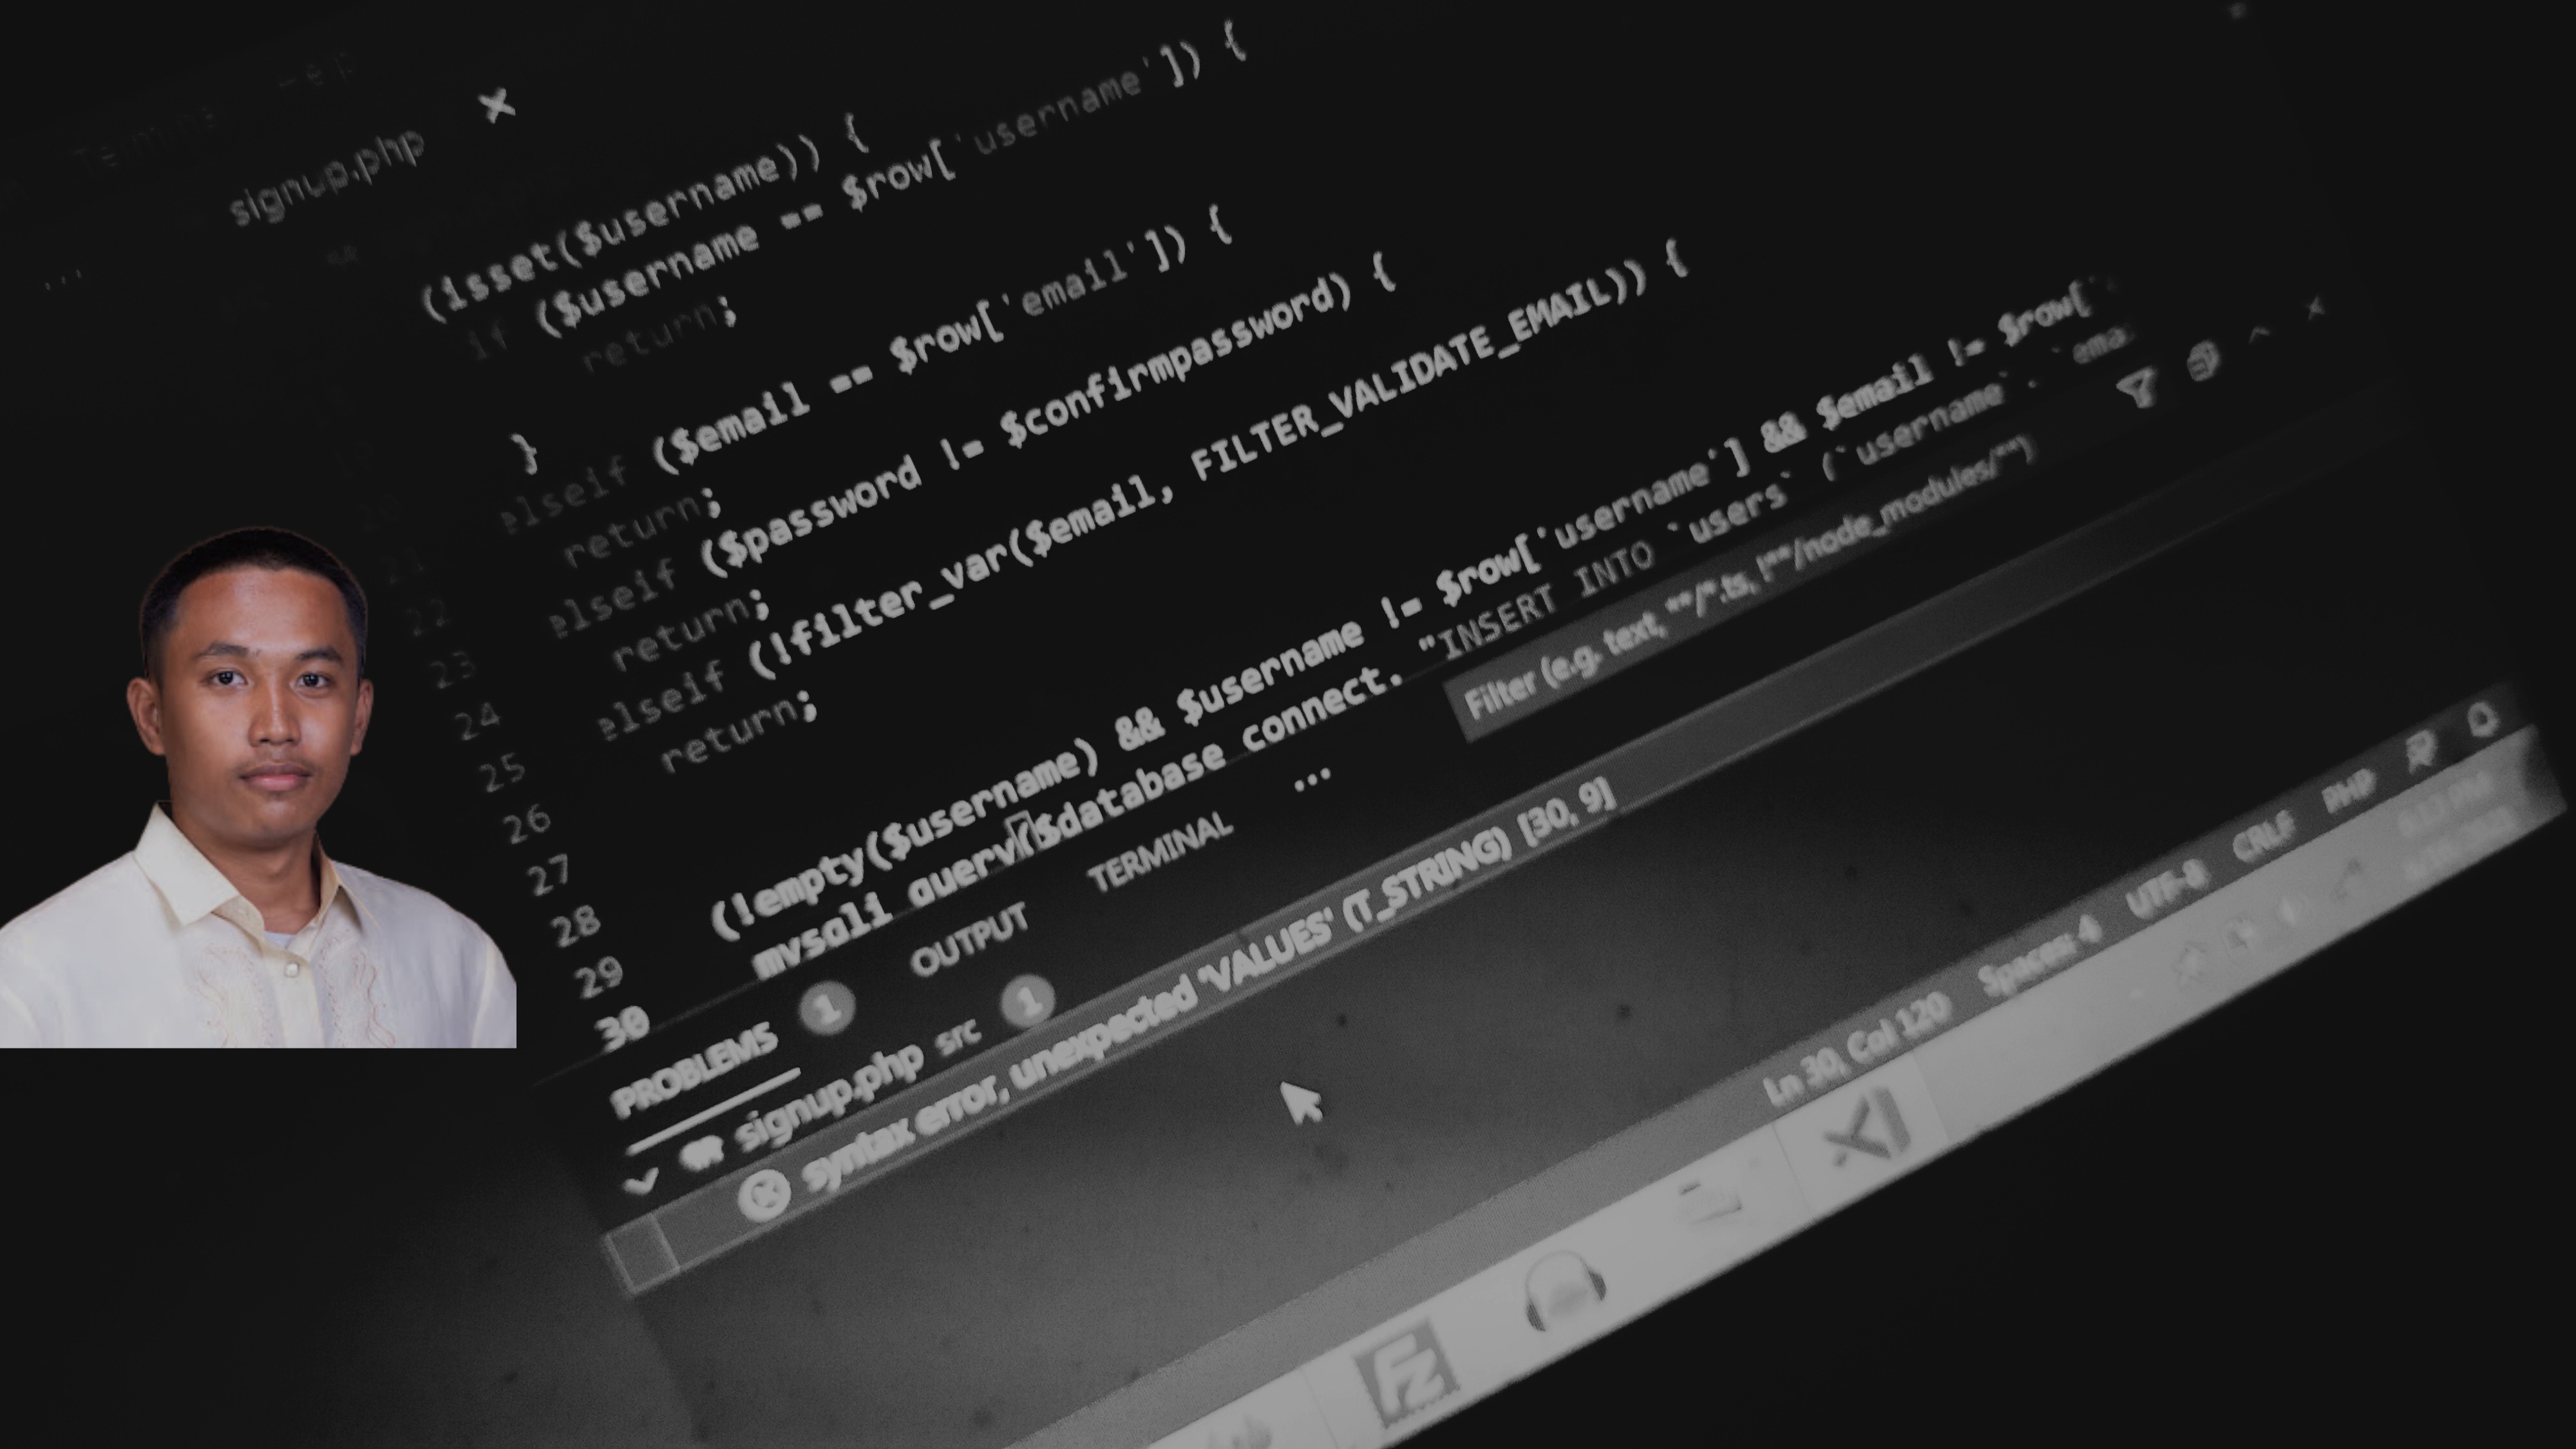 signup.php
...
(isset($username)) {
if ($username == $row['username']) {
return;
}
elseif ($email == $row['email']) {
return;
elseif ($password != $confirmpassword) {
return;
elseif (!filter_var($email, FILTER_VALIDATE_EMAIL)) {
return;
(!empty($username) && $username != $row['username'] && $email != $row['
mysqli_query($database_connect. "INSERT INTO `users` (`username`. `ema
21
22
23
24
25
26
27
28
29
30
PROBLEMS 1 OUTPUT TERMINAL ... Filter (e.g. text, **/*.ts, !**/node_modules/**)
signup.php src 1
syntax error, unexpected 'VALUES' (T_STRING) [30, 9]
Ln 30, Col 120 Spaces: 4 UTF-8 CRLF PHP
Fz